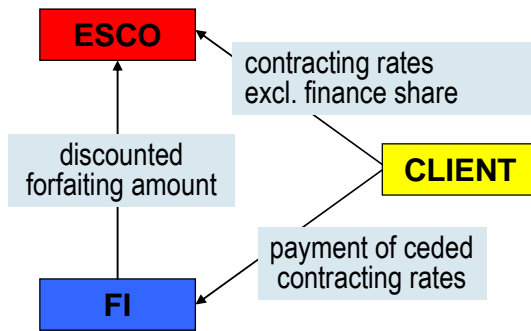 ESCO
contracting rates
excl. finance share
discounted
forfaiting amount
CLIENT
payment of ceded
contracting rates
FI